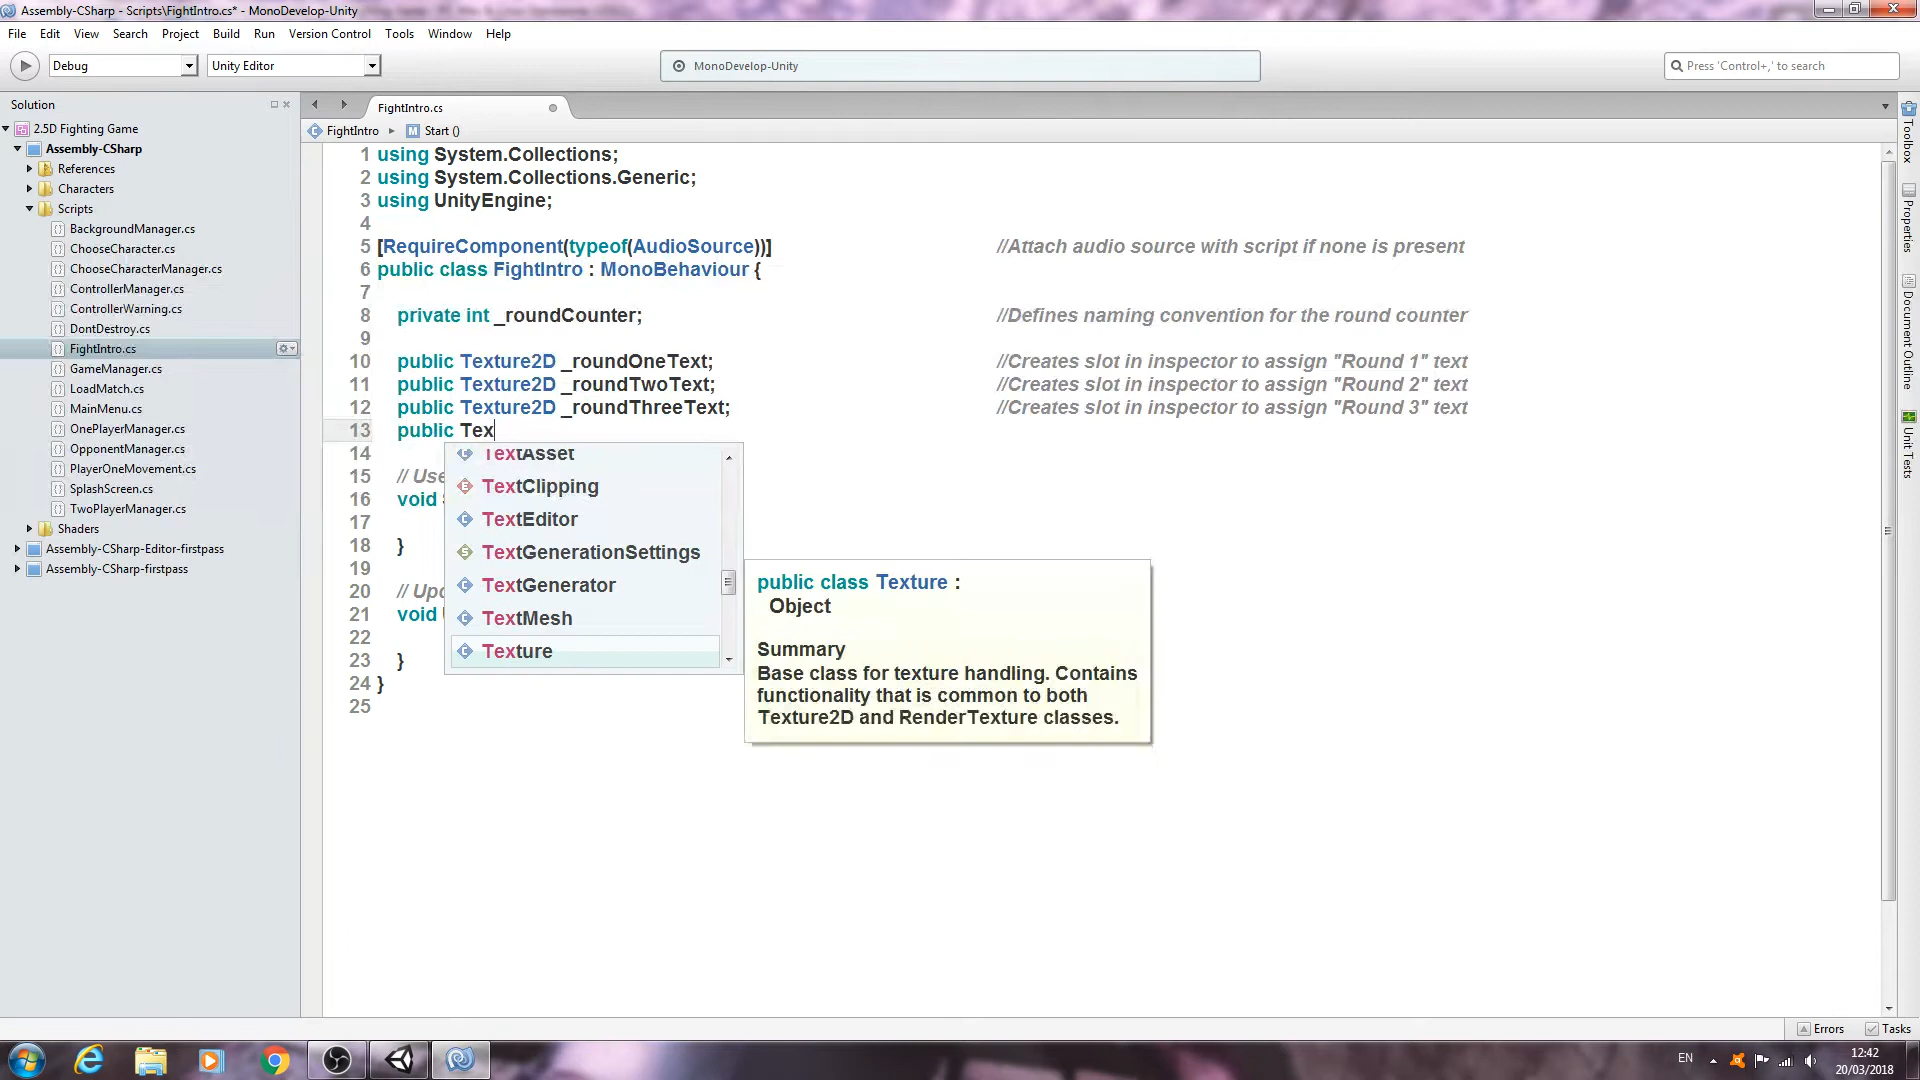 Assembly-CSharp - Scripts\FightIntro.cs* - MonoDevelop-Unity
File Edit View Search Project Build Run Version Control Tools Window Help
Debug
Unity Editor
MonoDevelop-Unity
Press 'Control+,' to search
Solution
2.5D Fighting Game
Assembly-CSharp
References
Characters
Scripts
BackgroundManager.cs
ChooseCharacter.cs
ChooseCharacterManager.cs
ControllerManager.cs
ControllerWarning.cs
DontDestroy.cs
FightIntro.cs
GameManager.cs
LoadMatch.cs
MainMenu.cs
OnePlayerManager.cs
OpponentManager.cs
PlayerOneMovement.cs
SplashScreen.cs
TwoPlayerManager.cs
Shaders
Assembly-CSharp-Editor-firstpass
Assembly-CSharp-firstpass
FightIntro.cs
FightIntro Start ()
1 using System.Collections;
2 using System.Collections.Generic;
3 using UnityEngine;
4
5 [RequireComponent(typeof(AudioSource))] //Attach audio source with script if none is present
6 public class FightIntro : MonoBehaviour {
7
8 private int _roundCounter; //Defines naming convention for the round counter
9
10 public Texture2D _roundOneText; //Creates slot in inspector to assign "Round 1" text
11 public Texture2D _roundTwoText; //Creates slot in inspector to assign "Round 2" text
12 public Texture2D _roundThreeText; //Creates slot in inspector to assign "Round 3" text
13 public Tex
14
15 // Use
16 void
17
18 }
19
20 // Up
21 void
22
23 }
24 }
25
TextAsset
TextClipping
TextEditor
TextGenerationSettings
TextGenerator
TextMesh
Texture
public class Texture :
Object
Summary
Base class for texture handling. Contains
functionality that is common to both
Texture2D and RenderTexture classes.
Toolbox
Properties
Document Outline
Unit Tests
Errors
Tasks
EN
12:42
20/03/2018